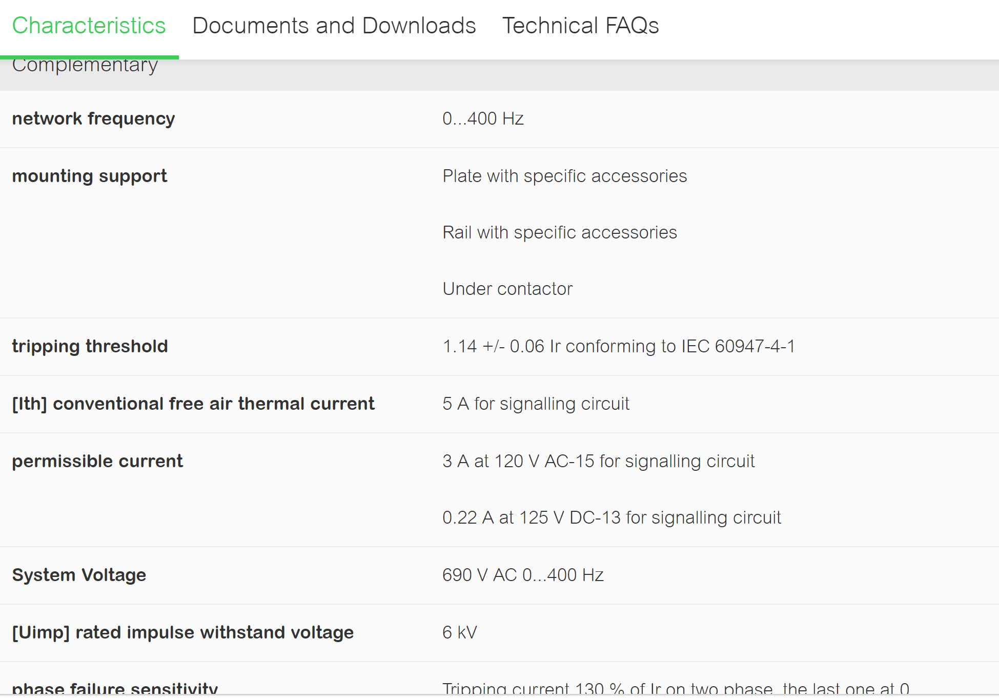 Characteristics Documents and Downloads Technical FAQs
Complementary
network frequency 0...400 Hz
mounting support Plate with specific accessories
Rail with specific accessories
Under contactor
tripping threshold 1.14 +/- 0.06 Ir conforming to IEC 60947-4-1
[Ith] conventional free air thermal current 5 A for signalling circuit
permissible current 3 A at 120 V AC-15 for signalling circuit
0.22 A at 125 V DC-13 for signalling circuit
System Voltage 690 V AC 0...400 Hz
[Uimp] rated impulse withstand voltage 6 kV
phase failure sensitivity Tripping current 130 % of Ir on two phase, the last one at 0